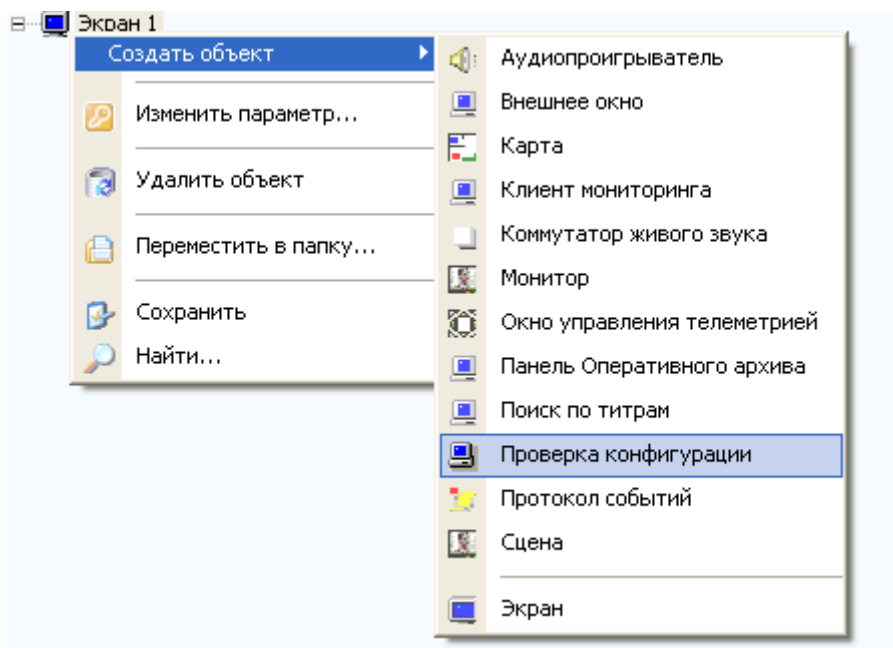 Экран 1
Создать объект
Изменить параметр...
Удалить объект
Переместить в папку...
Сохранить
Найти...
Аудиопроигрыватель
Внешнее окно
Карта
Клиент мониторинга
Коммутатор живого звука
Монитор
Окно управления телеметрией
Панель Оперативного архива
Поиск по титрам
Проверка конфигурации
Протокол событий
Сцена
Экран